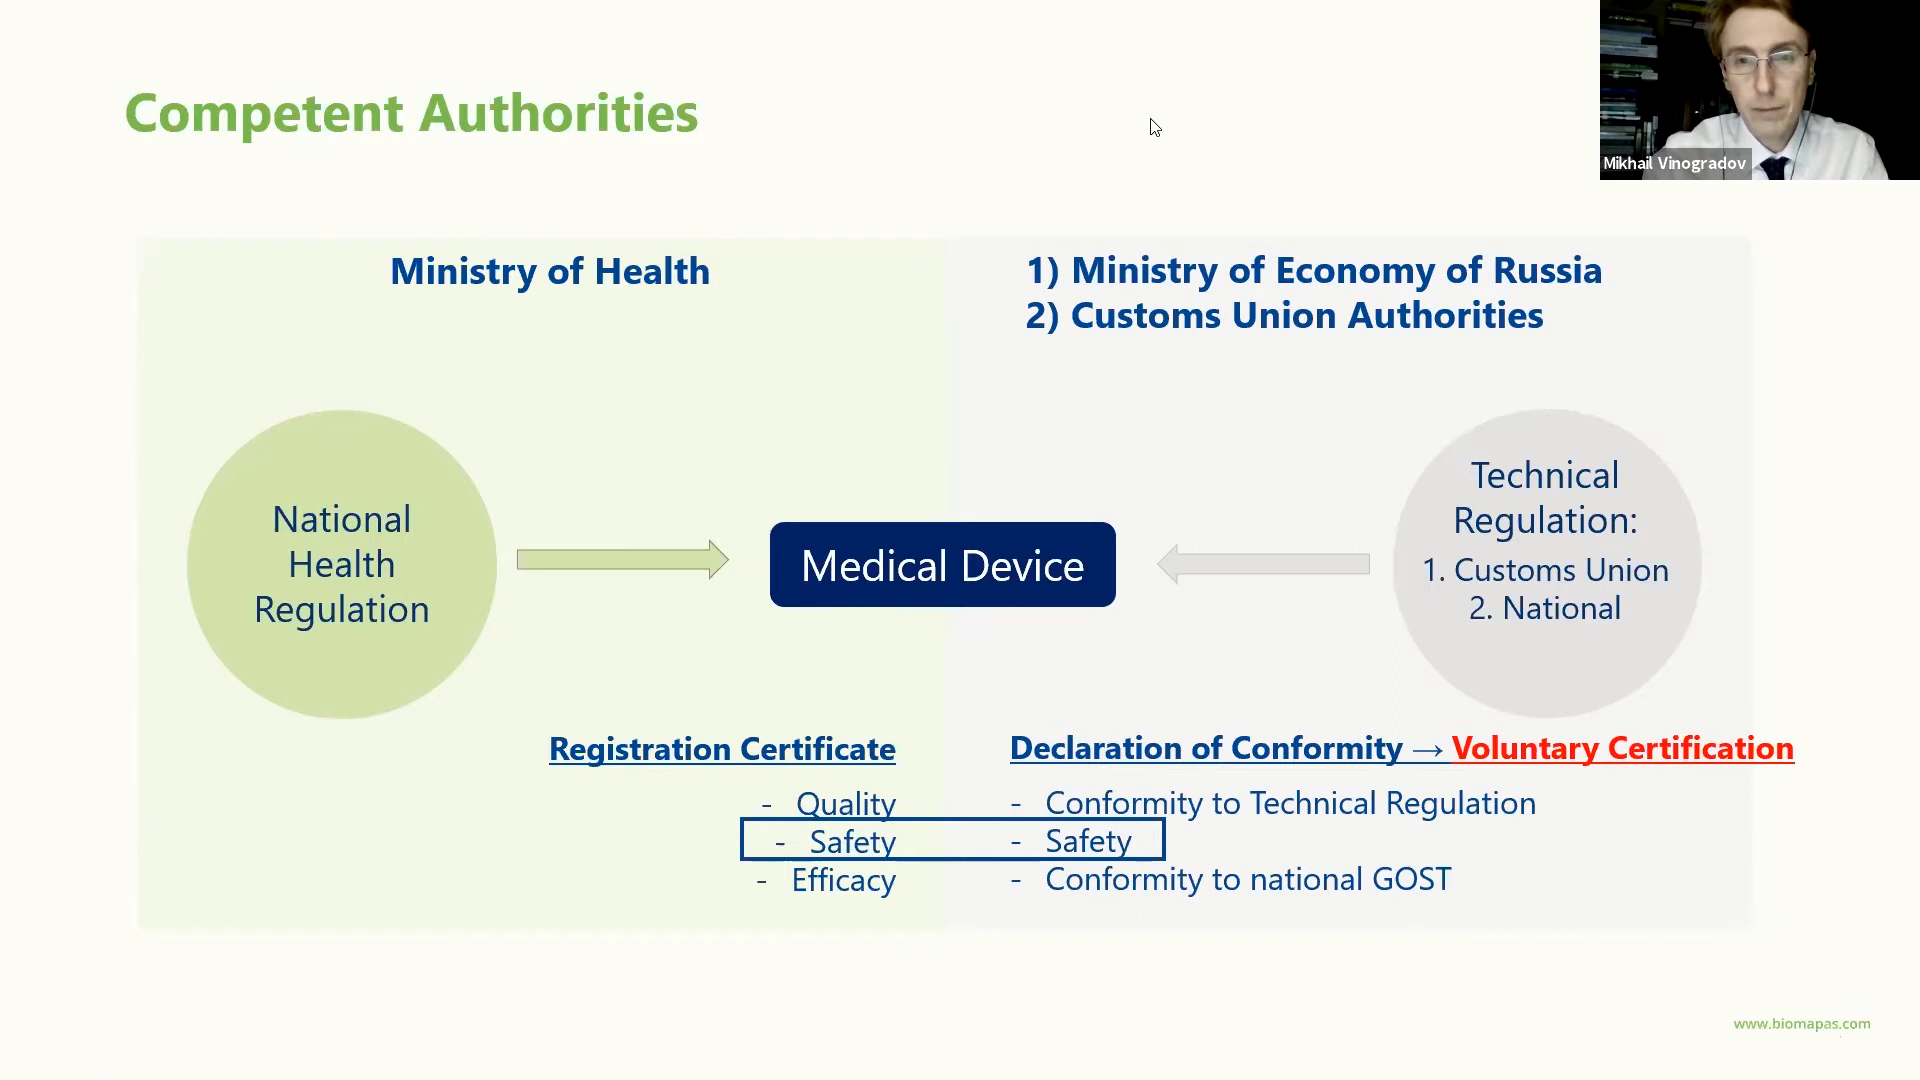 Competent Authorities
Mikhail Vinogradov
Ministry of Health
1) Ministry of Economy of Russia
2) Customs Union Authorities
National
Health
Regulation
Medical Device
Technical
Regulation:
1. Customs Union
2. National
Registration Certificate
- Quality
- Safety
- Efficacy
Declaration of Conformity → Voluntary Certification
- Conformity to Technical Regulation
- Safety
- Conformity to national GOST
www.biomapas.com